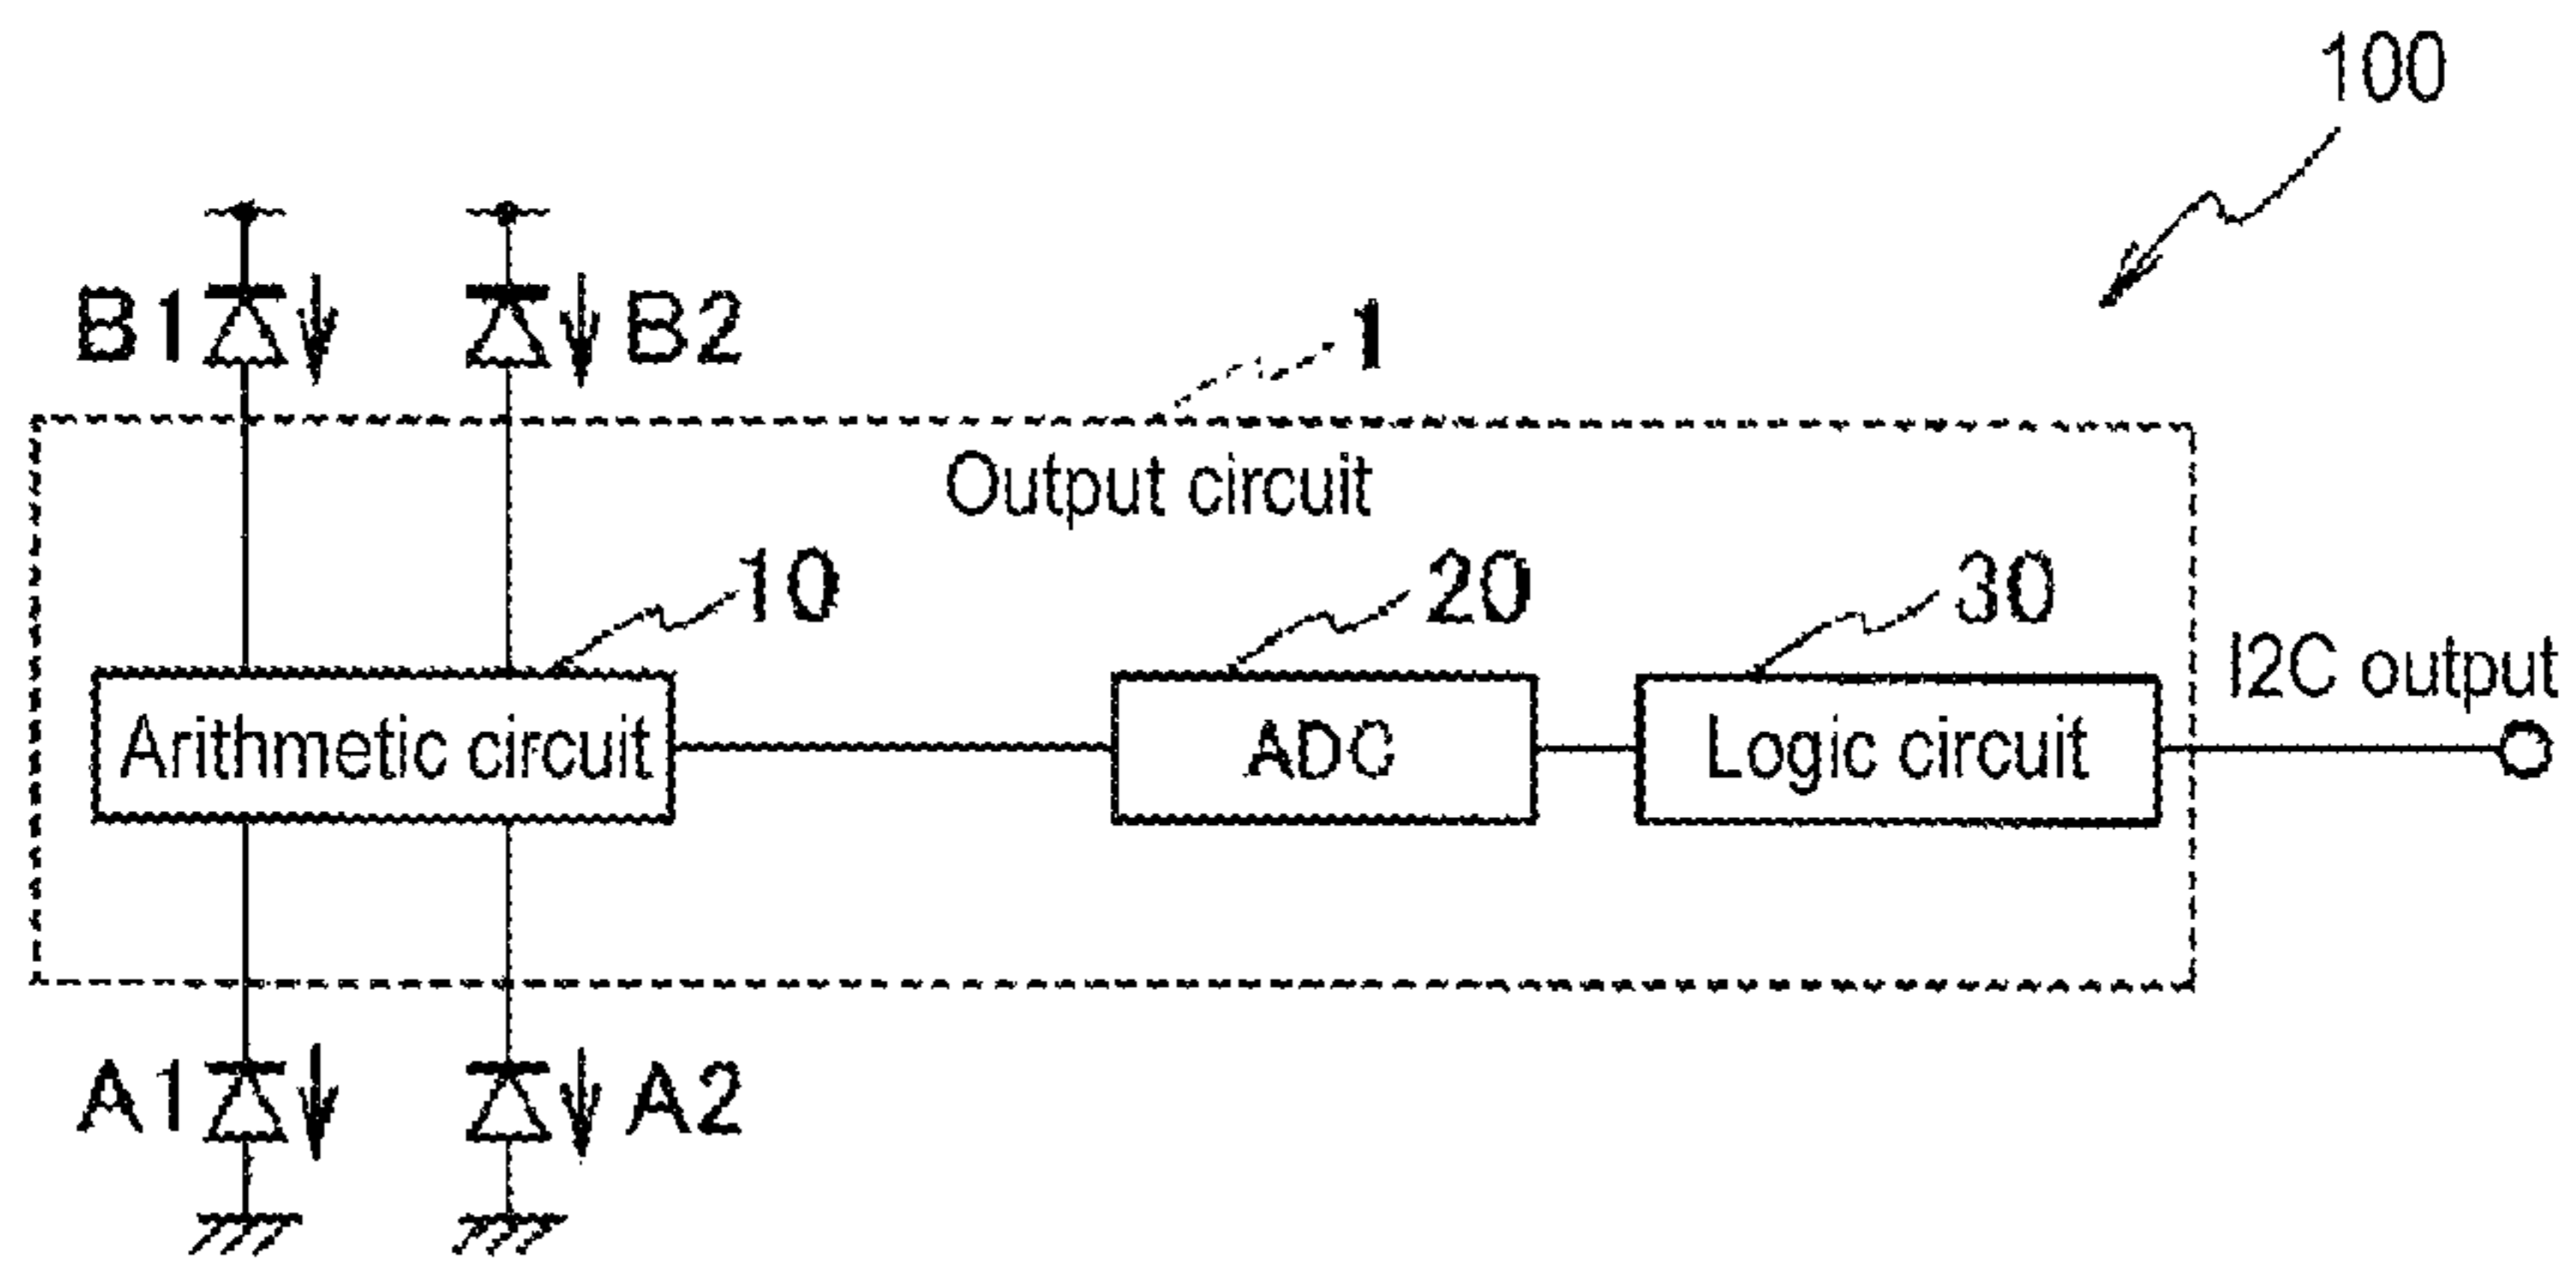 100
B1
B2
1
Output circuit
10
20
30
I2C output
Arithmetic circuit
ADC
Logic circuit
A1
A2